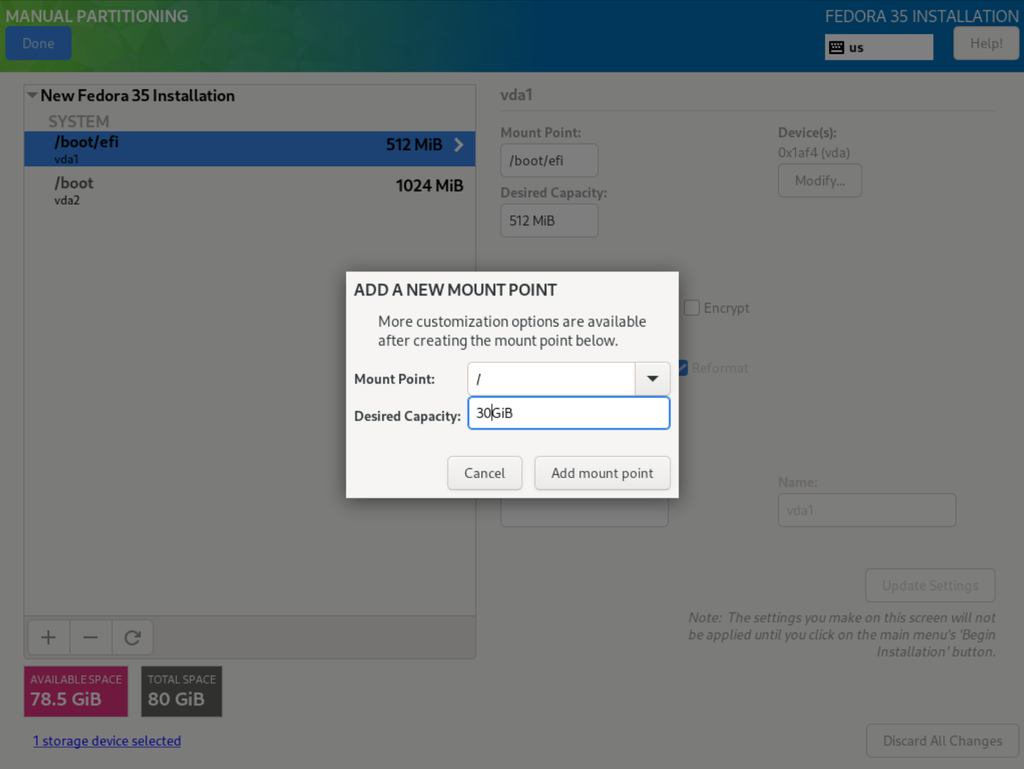 MANUAL PARTITIONING
FEDORA 35 INSTALLATION
Done
us
Help!
New Fedora 35 Installation
SYSTEM
/boot/efi
512 MiB
vda1
/boot
1024 MiB
vda2
vda1
Mount Point:
/boot/efi
Desired Capacity:
512 MiB
Device(s):
0x1af4 (vda)
Modify...
Encrypt
Reformat
Name:
vda1
Update Settings
Note: The settings you make on this screen will not
be applied until you click on the main menu's 'Begin
Installation' button.
ADD A NEW MOUNT POINT
More customization options are available
after creating the mount point below.
Mount Point:
/
Desired Capacity:
30GiB
Cancel
Add mount point
AVAILABLE SPACE
78.5 GiB
TOTAL SPACE
80 GiB
1 storage device selected
Discard All Changes